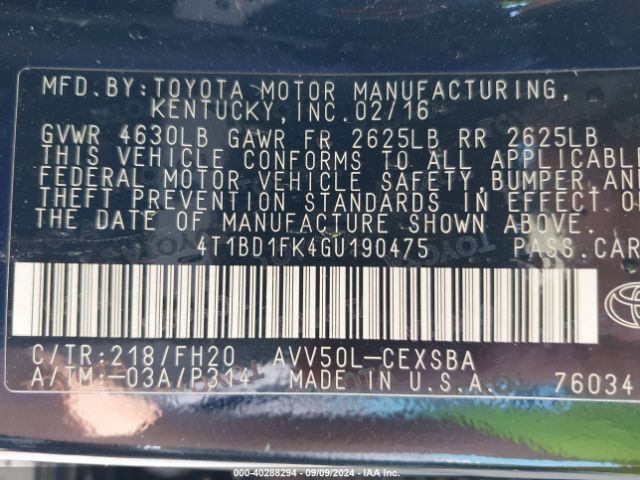 MFD.BY:TOYOTA MOTOR MANUFACTURING,
KENTUCKY,INC.02/16
GVWR 4630LB GAWR FR 2625LB RR 2625LB
THIS VEHICLE CONFORMS TO ALL APPLICABLE
FEDERAL MOTOR VEHICLE SAFETY,BUMPER,AND
THEFT PREVENTION STANDARDS IN EFFECT O
THE DATE OF MANUFACTURE SHOWN ABOVE.
4T1BD1FK4GU190475 PASS.CAR
C/TR:218/FH20 AVV50L-CEXSBA
A/TM:-03A/P314 MADE IN U.S.A. 76034
000-40288294 - 09/09/2024 - IAA Inc.